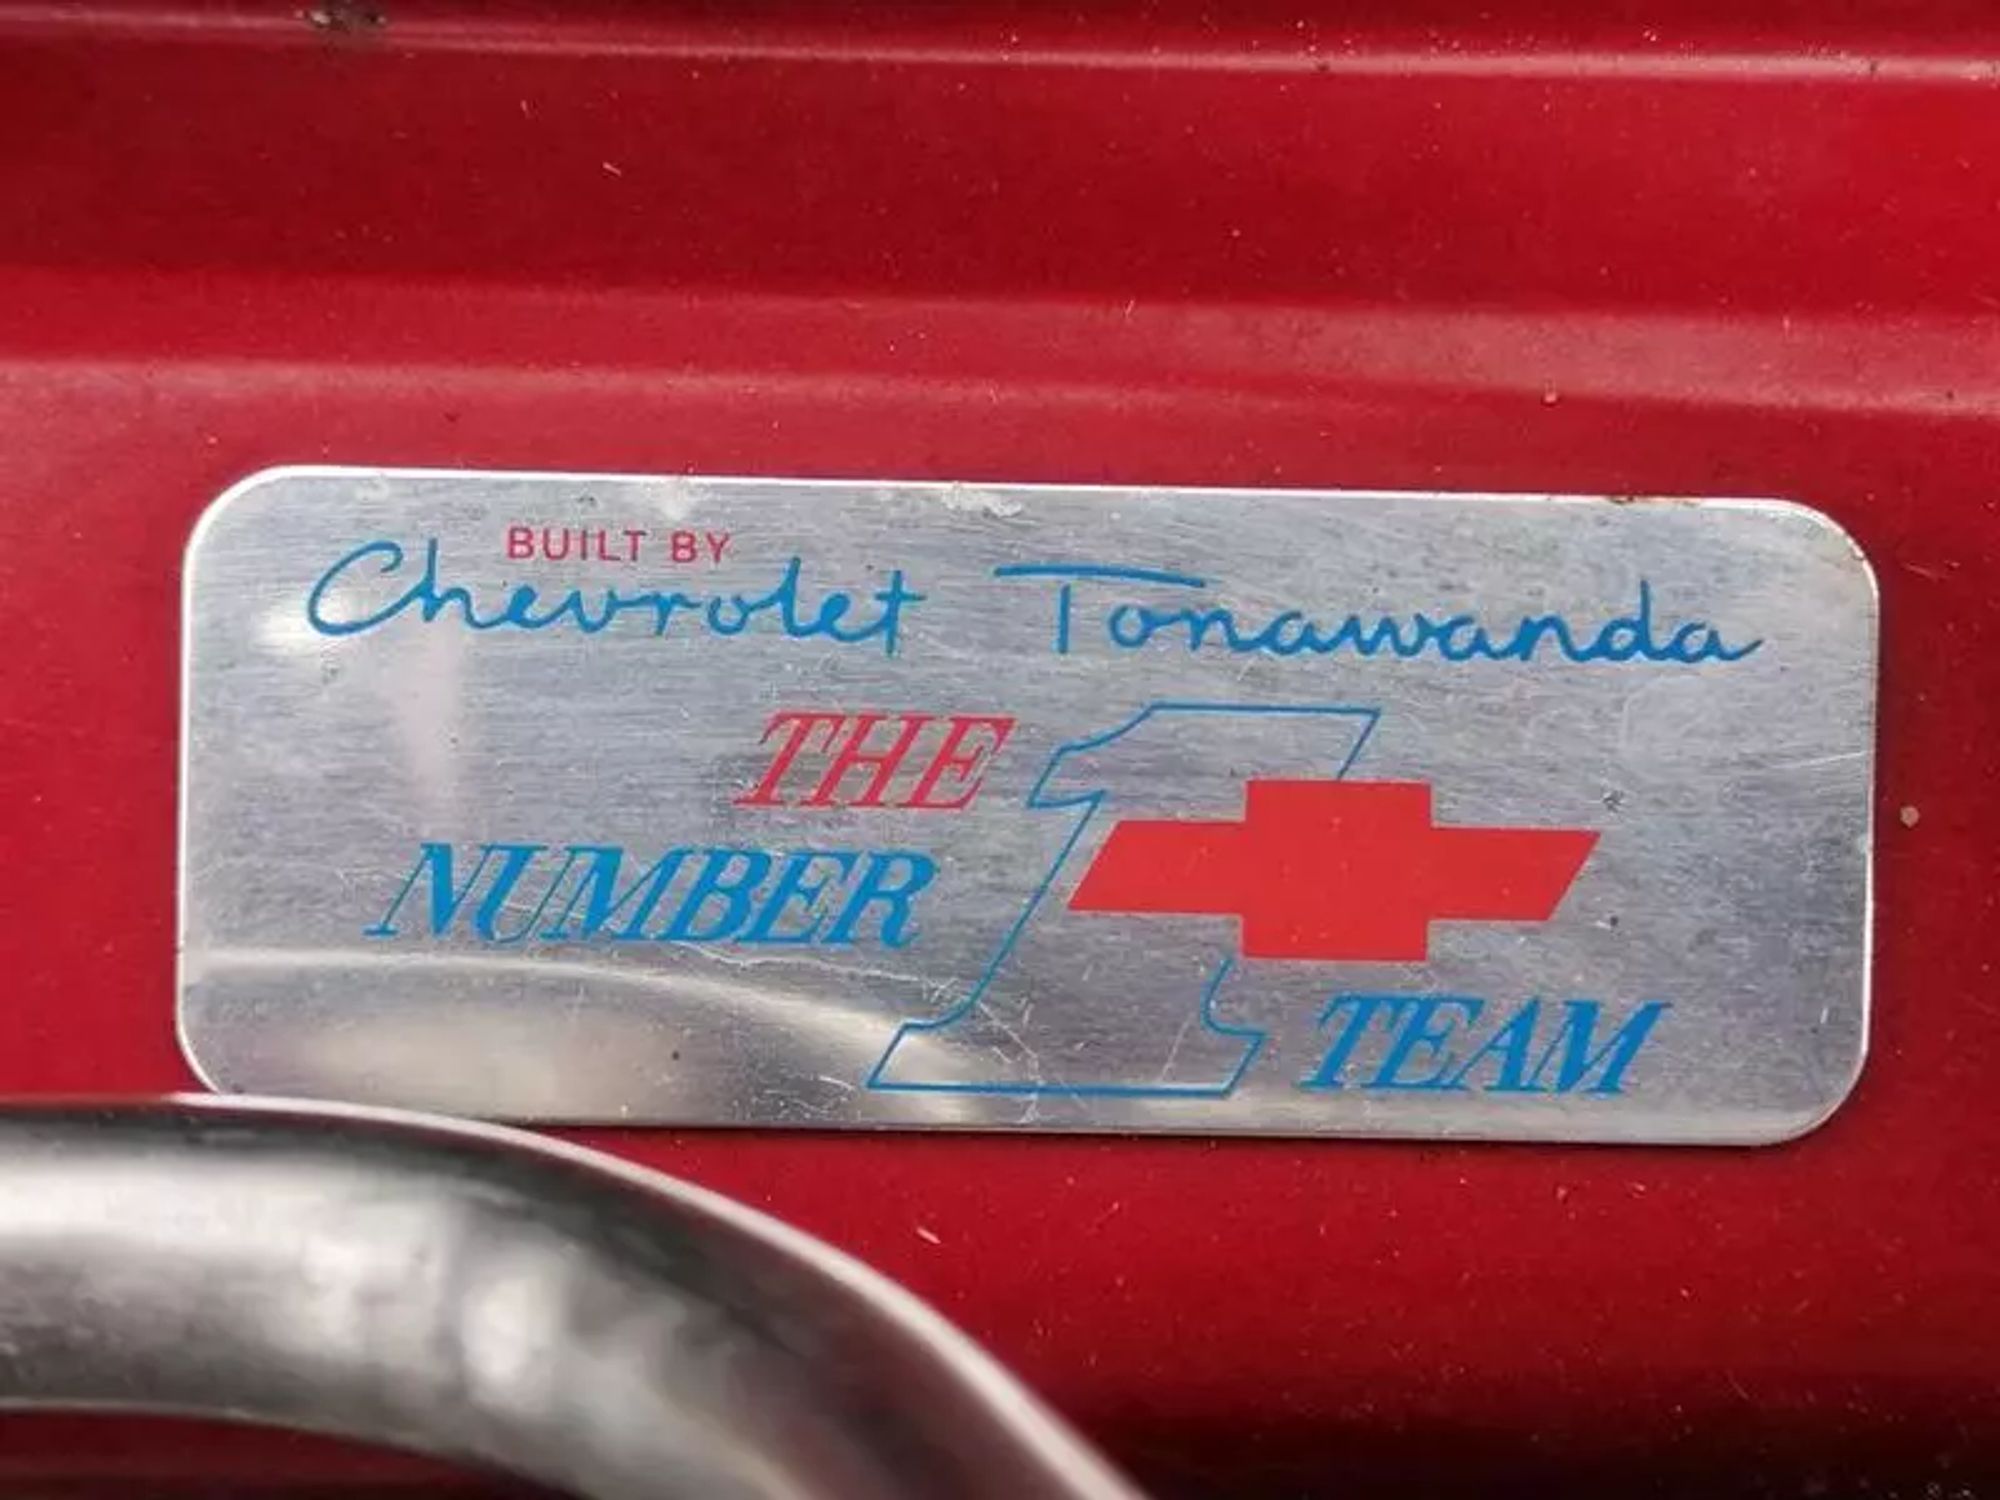 BUILT BY
Chevrolet Tonawanda
THE
NUMBER 1
TEAM